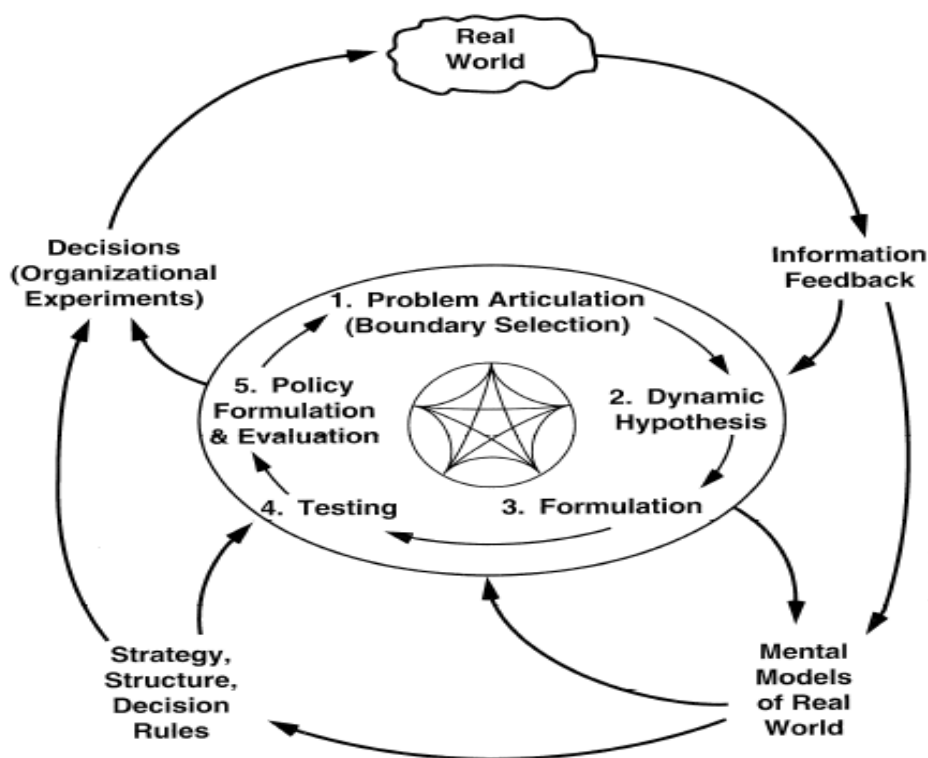 Real
World
Decisions
(Organizational
Experiments)
Information
Feedback
1. Problem Articulation
(Boundary Selection)
2. Dynamic
Hypothesis
3. Formulation
4. Testing
5. Policy
Formulation
& Evaluation
Strategy,
Structure,
Decision
Rules
Mental
Models
of Real
World